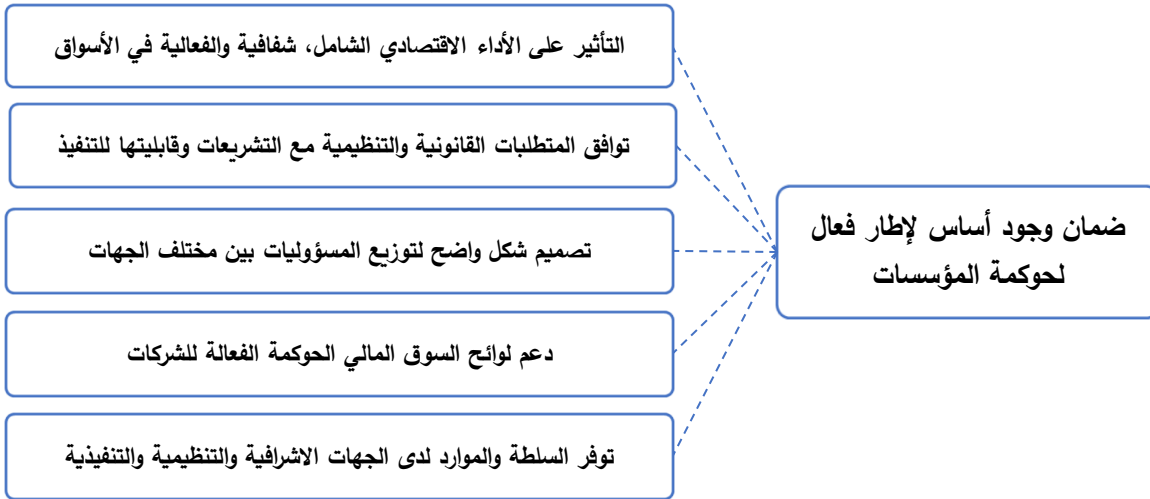 ضمان وجود أساس لإطار فعال
لحوكمة المؤسسات
التأثير على الأداء الاقتصادي الشامل، شفافية والفعالية في الأسواق
توافق المتطلبات القانونية والتنظيمية مع التشريعات وقابليتها للتنفيذ
تصميم شكل واضح لتوزيع المسؤوليات بين مختلف الجهات
دعم لوائح السوق المالي الحوكمة الفعالة للشركات
توفر السلطة والموارد لدى الجهات الاشرافية والتنظيمية والتنفيذية